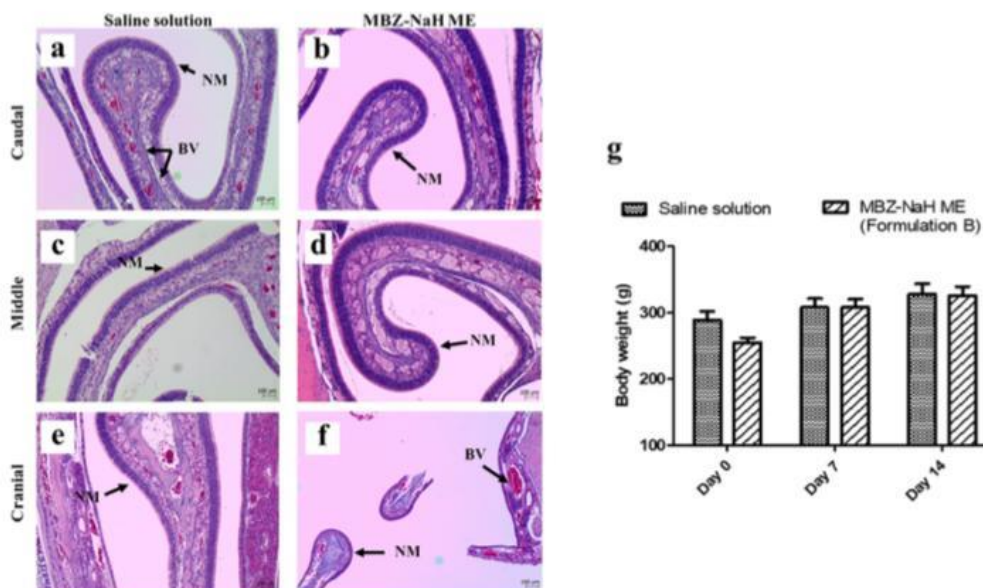 Saline solution
MBZ-NaH ME
a
NM
BV
b
NM
Caudal
c
NM
d
NM
Middle
e
NM
f
BV
NM
Cranial
g
Saline solution
MBZ-NaH ME
(Formulation B)
Body weight (g)
400
300
200
100
Day 0
Day 7
Day 14